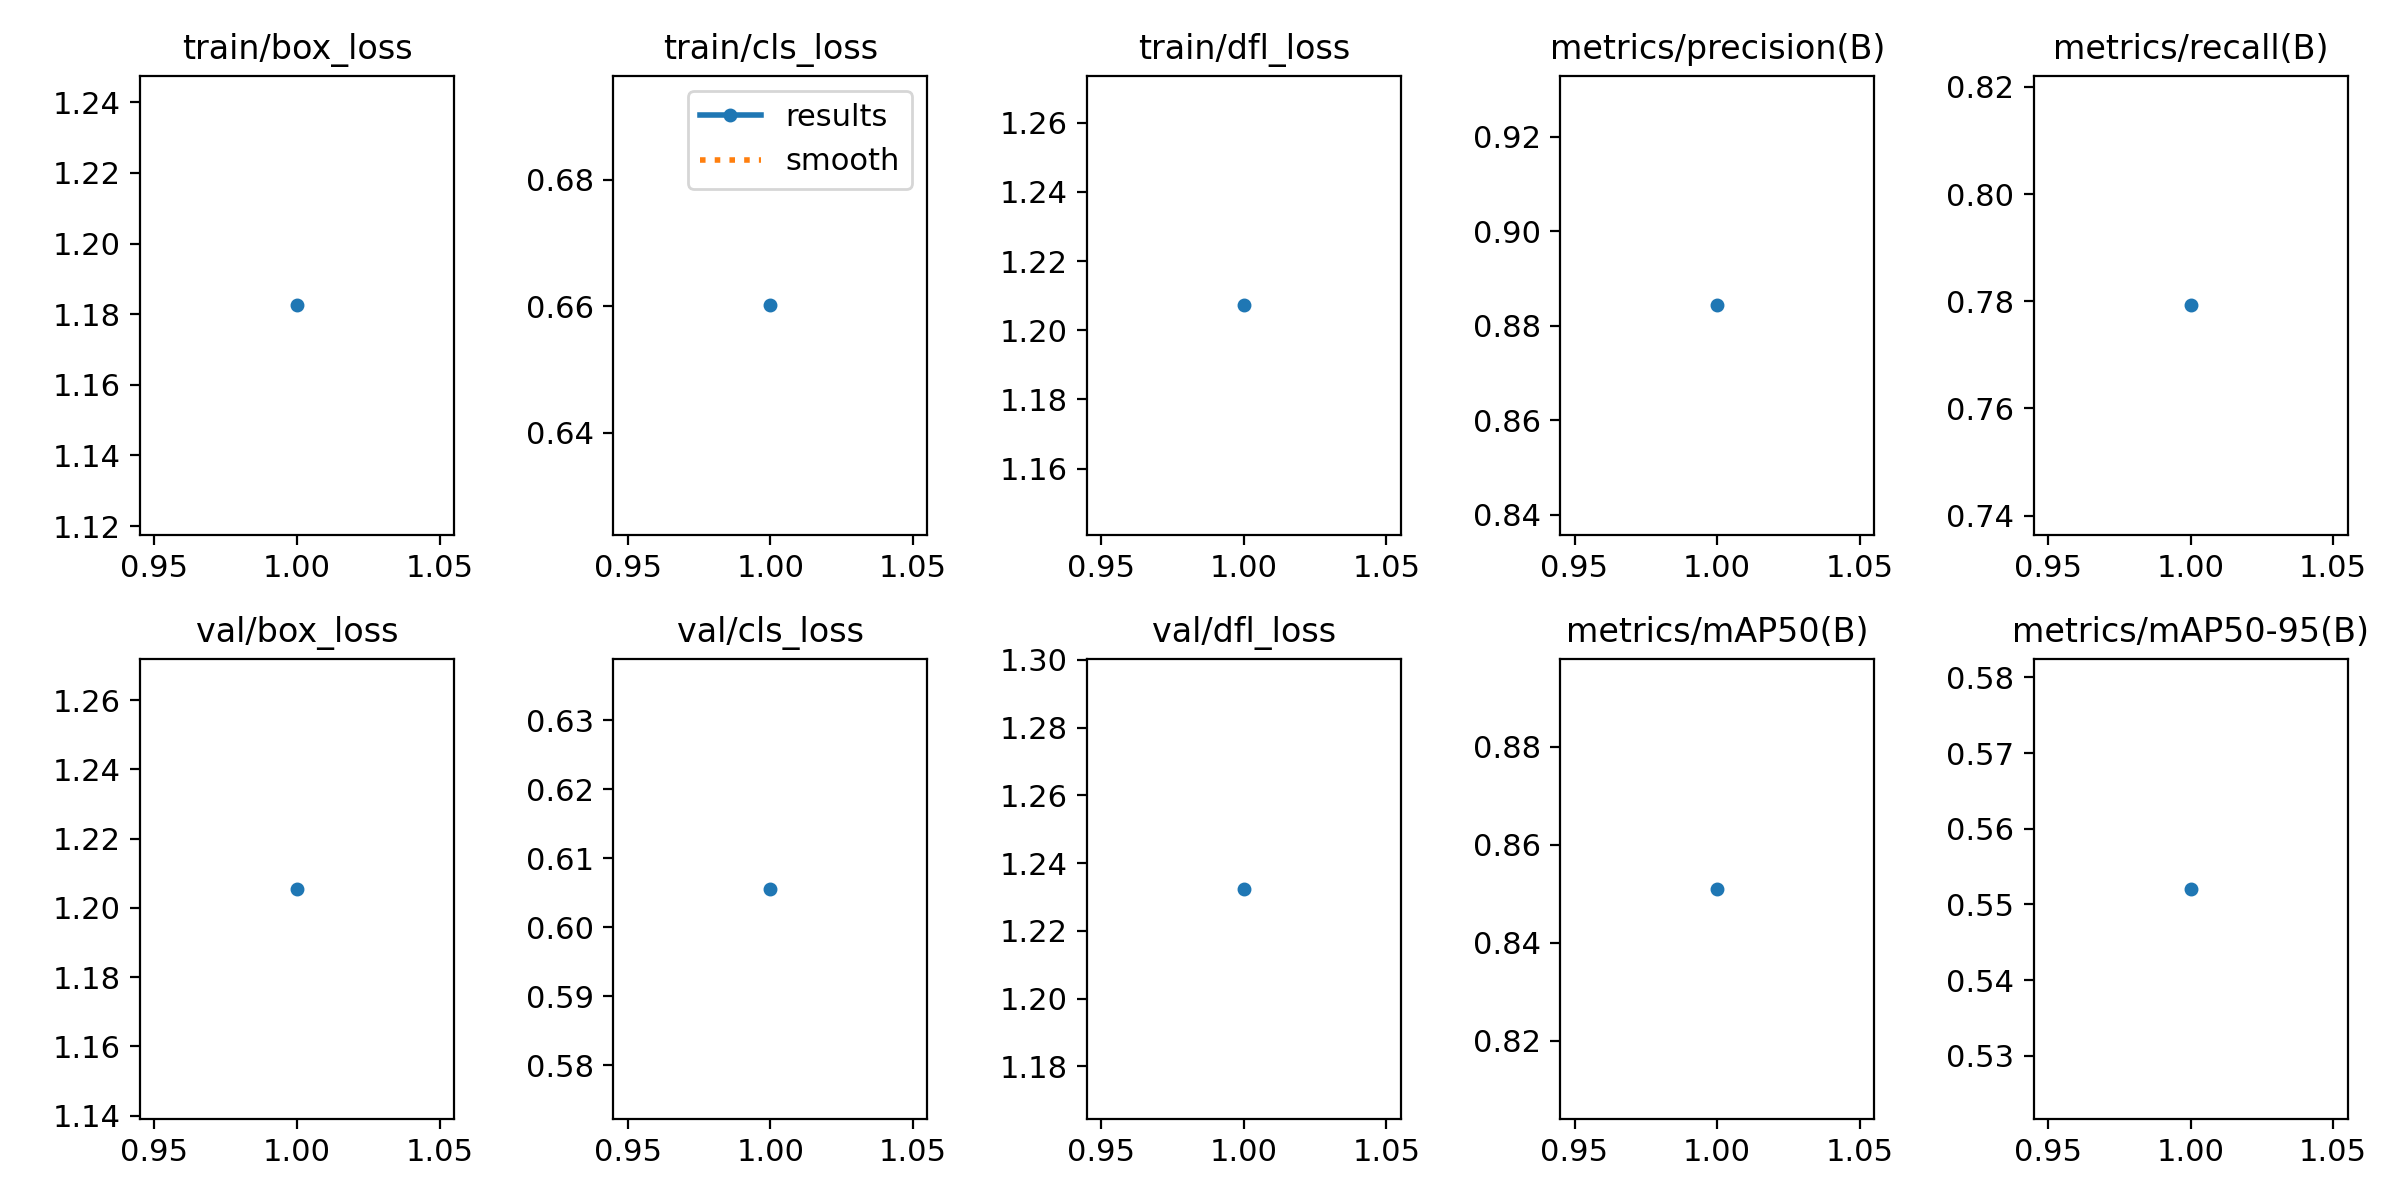 train/box_loss
1.24
1.22
1.20
1.18
1.16
1.14
1.12
0.95 1.00 1.05
train/cls_loss
results
smooth
0.68
0.66
0.64
0.95 1.00 1.05
train/dfl_loss
1.26
1.24
1.22
1.20
1.18
1.16
0.95 1.00 1.05
metrics/precision(B)
0.92
0.90
0.88
0.86
0.84
0.95 1.00 1.05
metrics/recall(B)
0.82
0.80
0.78
0.76
0.74
0.95 1.00 1.05
val/box_loss
1.26
1.24
1.22
1.20
1.18
1.16
1.14
0.95 1.00 1.05
val/cls_loss
0.63
0.62
0.61
0.60
0.59
0.58
0.95 1.00 1.05
val/dfl_loss
1.30
1.28
1.26
1.24
1.22
1.20
1.18
0.95 1.00 1.05
metrics/mAP50(B)
0.88
0.86
0.84
0.82
0.95 1.00 1.05
metrics/mAP50-95(B)
0.58
0.57
0.56
0.55
0.54
0.53
0.95 1.00 1.05